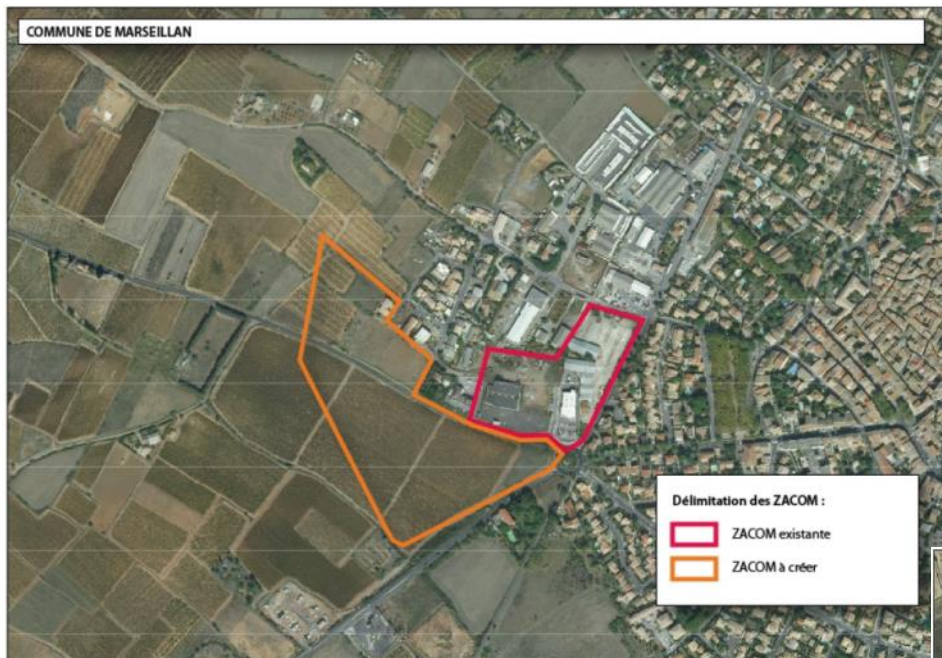 COMMUNE DE MARSEILLAN
Délimitation des ZACOM :
ZACOM existante
ZACOM à créer